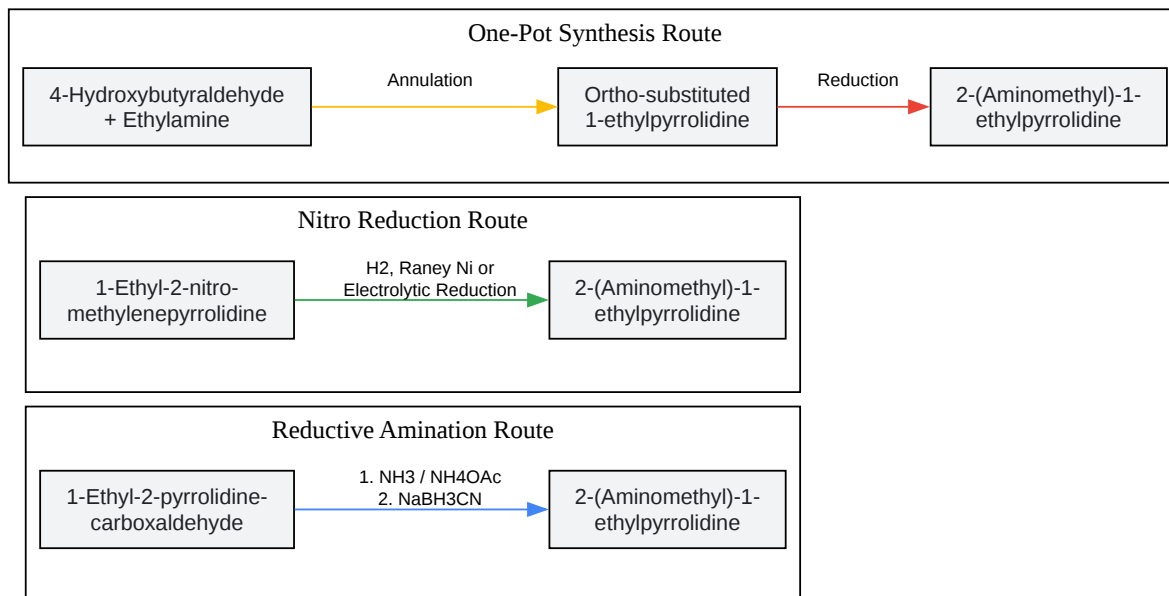 One-Pot Synthesis Route
4-Hydroxybutyraldehyde
+ Ethylamine
Annulation
Ortho-substituted
1-ethylpyrrolidine
Reduction
2-(Aminomethyl)-1-
ethylpyrrolidine
Nitro Reduction Route
1-Ethyl-2-nitro-
methylenepyrrolidine
H2, Raney Ni or
Electrolytic Reduction
2-(Aminomethyl)-1-
ethylpyrrolidine
Reductive Amination Route
1-Ethyl-2-pyrrolidine-
carboxaldehyde
1. NH3 / NH4OAc
2. NaBH3CN
2-(Aminomethyl)-1-
ethylpyrrolidine